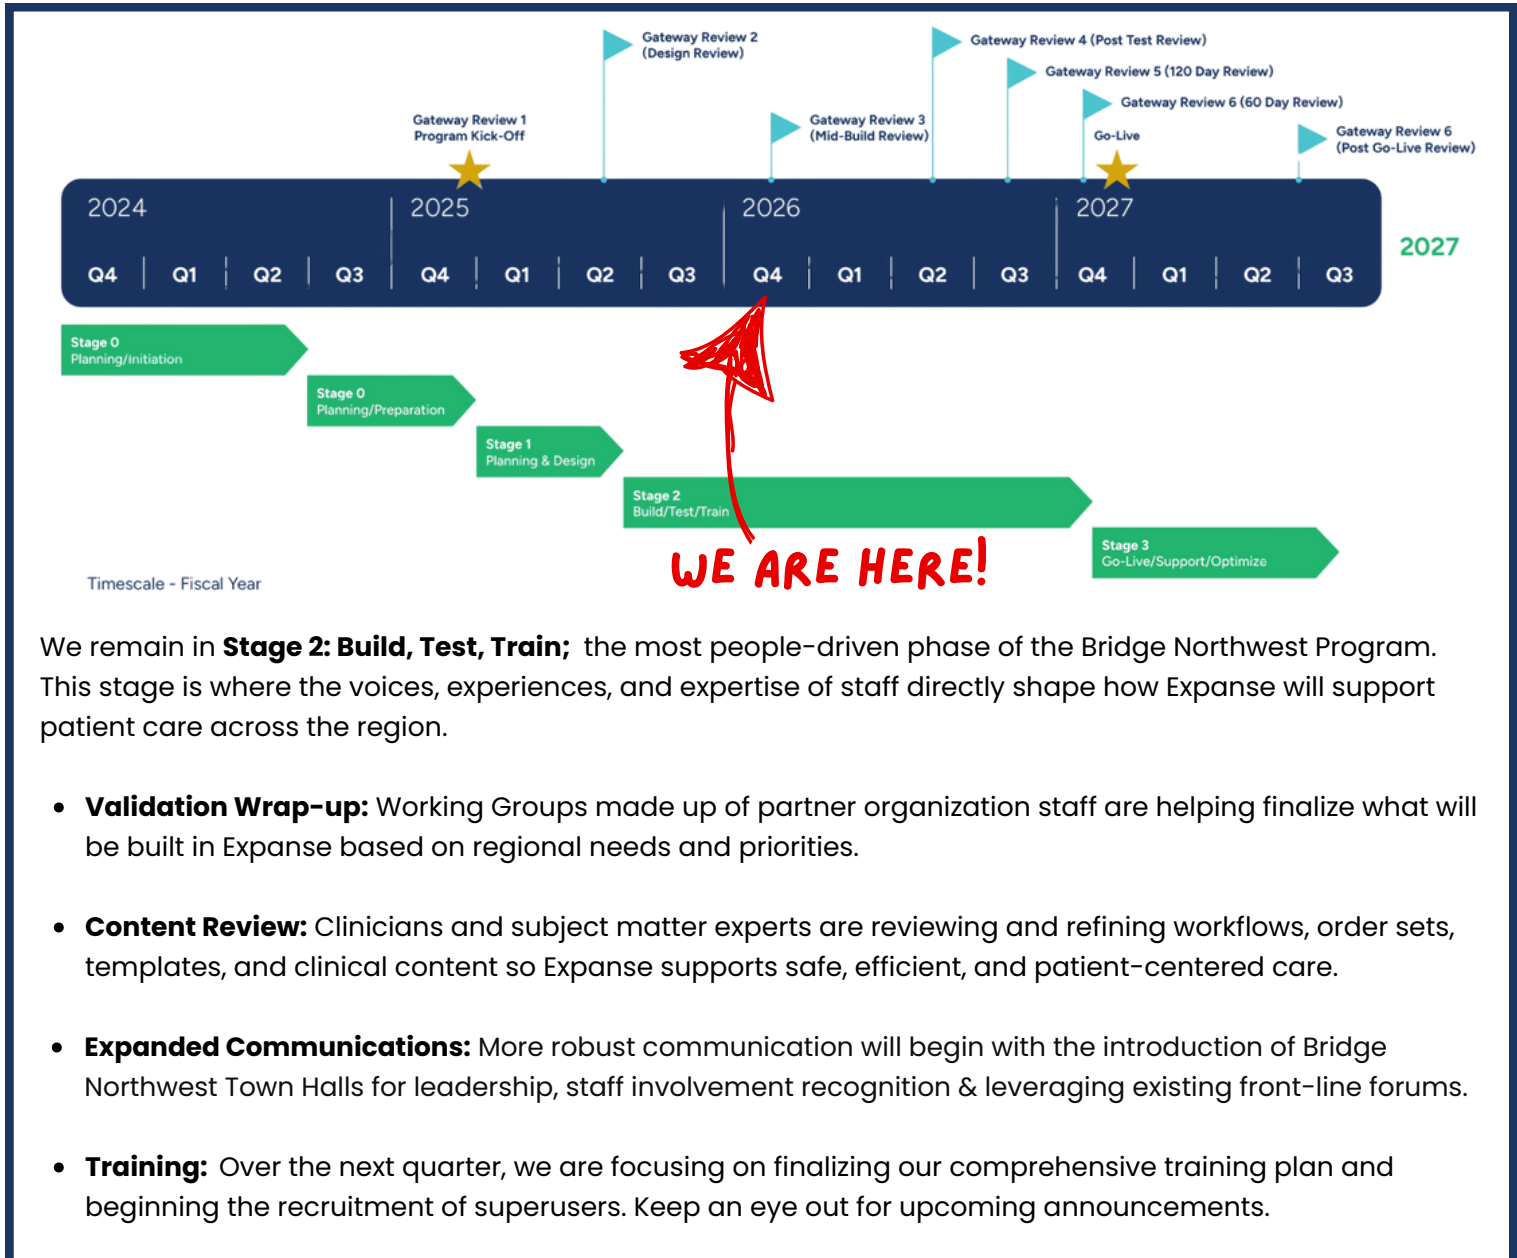 Gateway Review 2
(Design Review)
Gateway Review 4 (Post Test Review)
Gateway Review 5 (120 Day Review)
Gateway Review 6 (60 Day Review)
Gateway Review 1
Program Kick-Off
Gateway Review 3
(Mid-Build Review)
Go-Live
Gateway Review 6
(Post Go-Live Review)
2024 2025 2026 2027
2027
Q4 Q1 Q2 Q3 Q4 Q1 Q2 Q3 Q4 Q1 Q2 Q3 Q4 Q1 Q2 Q3
Stage 0
Planning/Initiation
Stage 0
Planning/Preparation
Stage 1
Planning & Design
Stage 2
Build/Test/Train
Stage 3
Go-Live/Support/Optimize
WE ARE HERE!
Timescale - Fiscal Year
We remain in Stage 2: Build, Test, Train; the most people-driven phase of the Bridge Northwest Program.
This stage is where the voices, experiences, and expertise of staff directly shape how Expanse will support
patient care across the region.
• Validation Wrap-up: Working Groups made up of partner organization staff are helping finalize what will
be built in Expanse based on regional needs and priorities.
• Content Review: Clinicians and subject matter experts are reviewing and refining workflows, order sets,
templates, and clinical content so Expanse supports safe, efficient, and patient-centered care.
• Expanded Communications: More robust communication will begin with the introduction of Bridge
Northwest Town Halls for leadership, staff involvement recognition & leveraging existing front-line forums.
• Training: Over the next quarter, we are focusing on finalizing our comprehensive training plan and
beginning the recruitment of superusers. Keep an eye out for upcoming announcements.